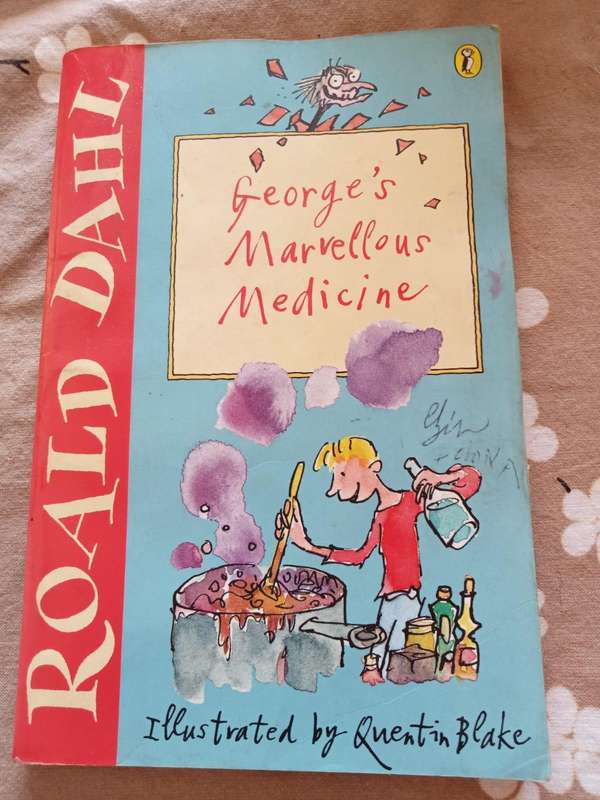 ROALD DAHL
George's
Marvellous
Medicine
Illustrated by Quentin Blake